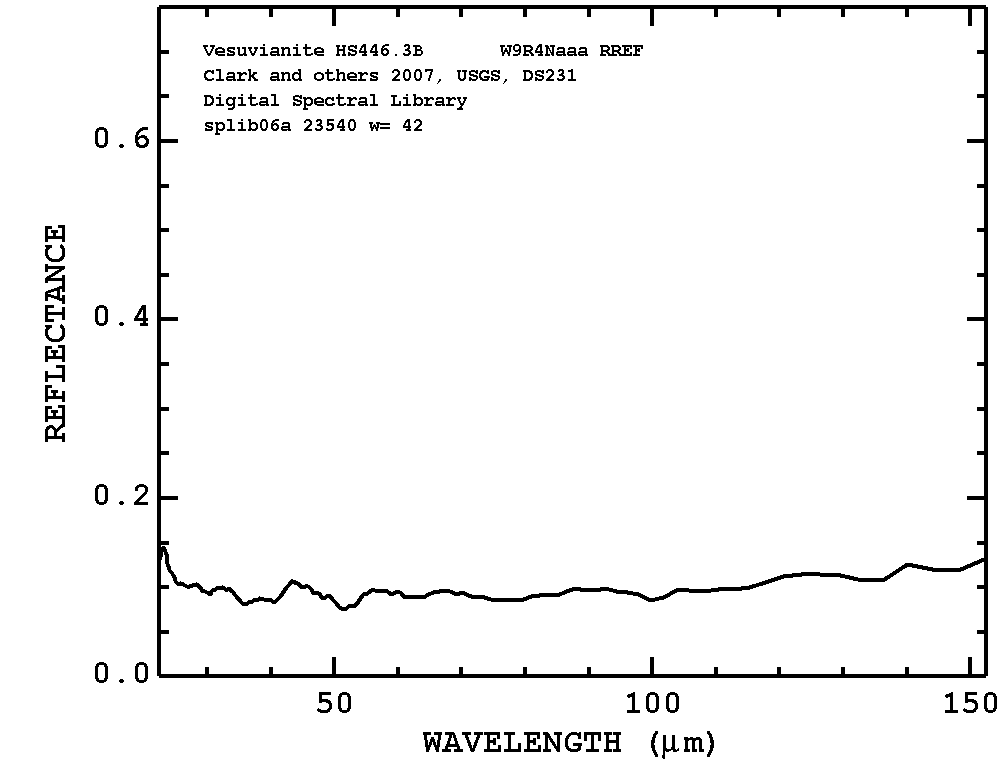 Vesuvianite HS446.3B W9R4Naaa RREF
Clark and others 2007, USGS, DS231
Digital Spectral Library
splib06a 23540 w= 42
0.6
0.4
0.2
0.0
REFLECTANCE
50 100 150
WAVELENGTH (μm)